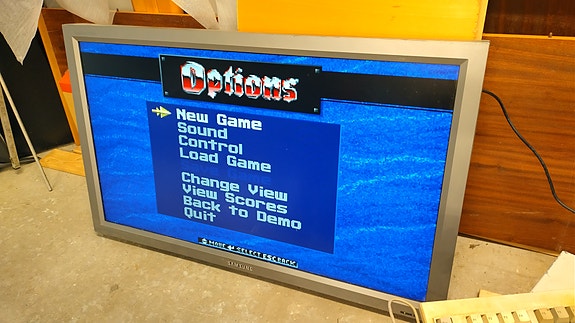 Options
New Game
Sound
Control
Load Game
Change View
View Scores
Back to Demo
Quit
MOVE SELECT ESC BACK
SAMSUNG